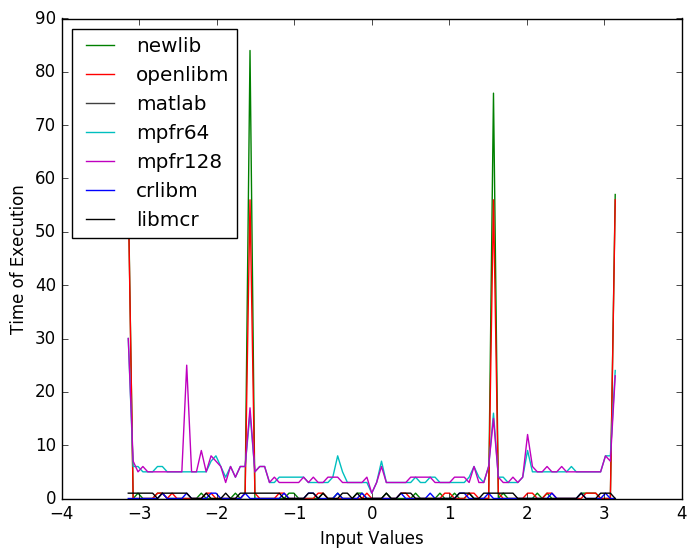 90
80
70
60
50
40
30
20
10
0
newlib
openlibm
matlab
mpfr64
mpfr128
crlibm
libmcr
Time of Execution
−4 −3 −2 −1 0 1 2 3 4
Input Values